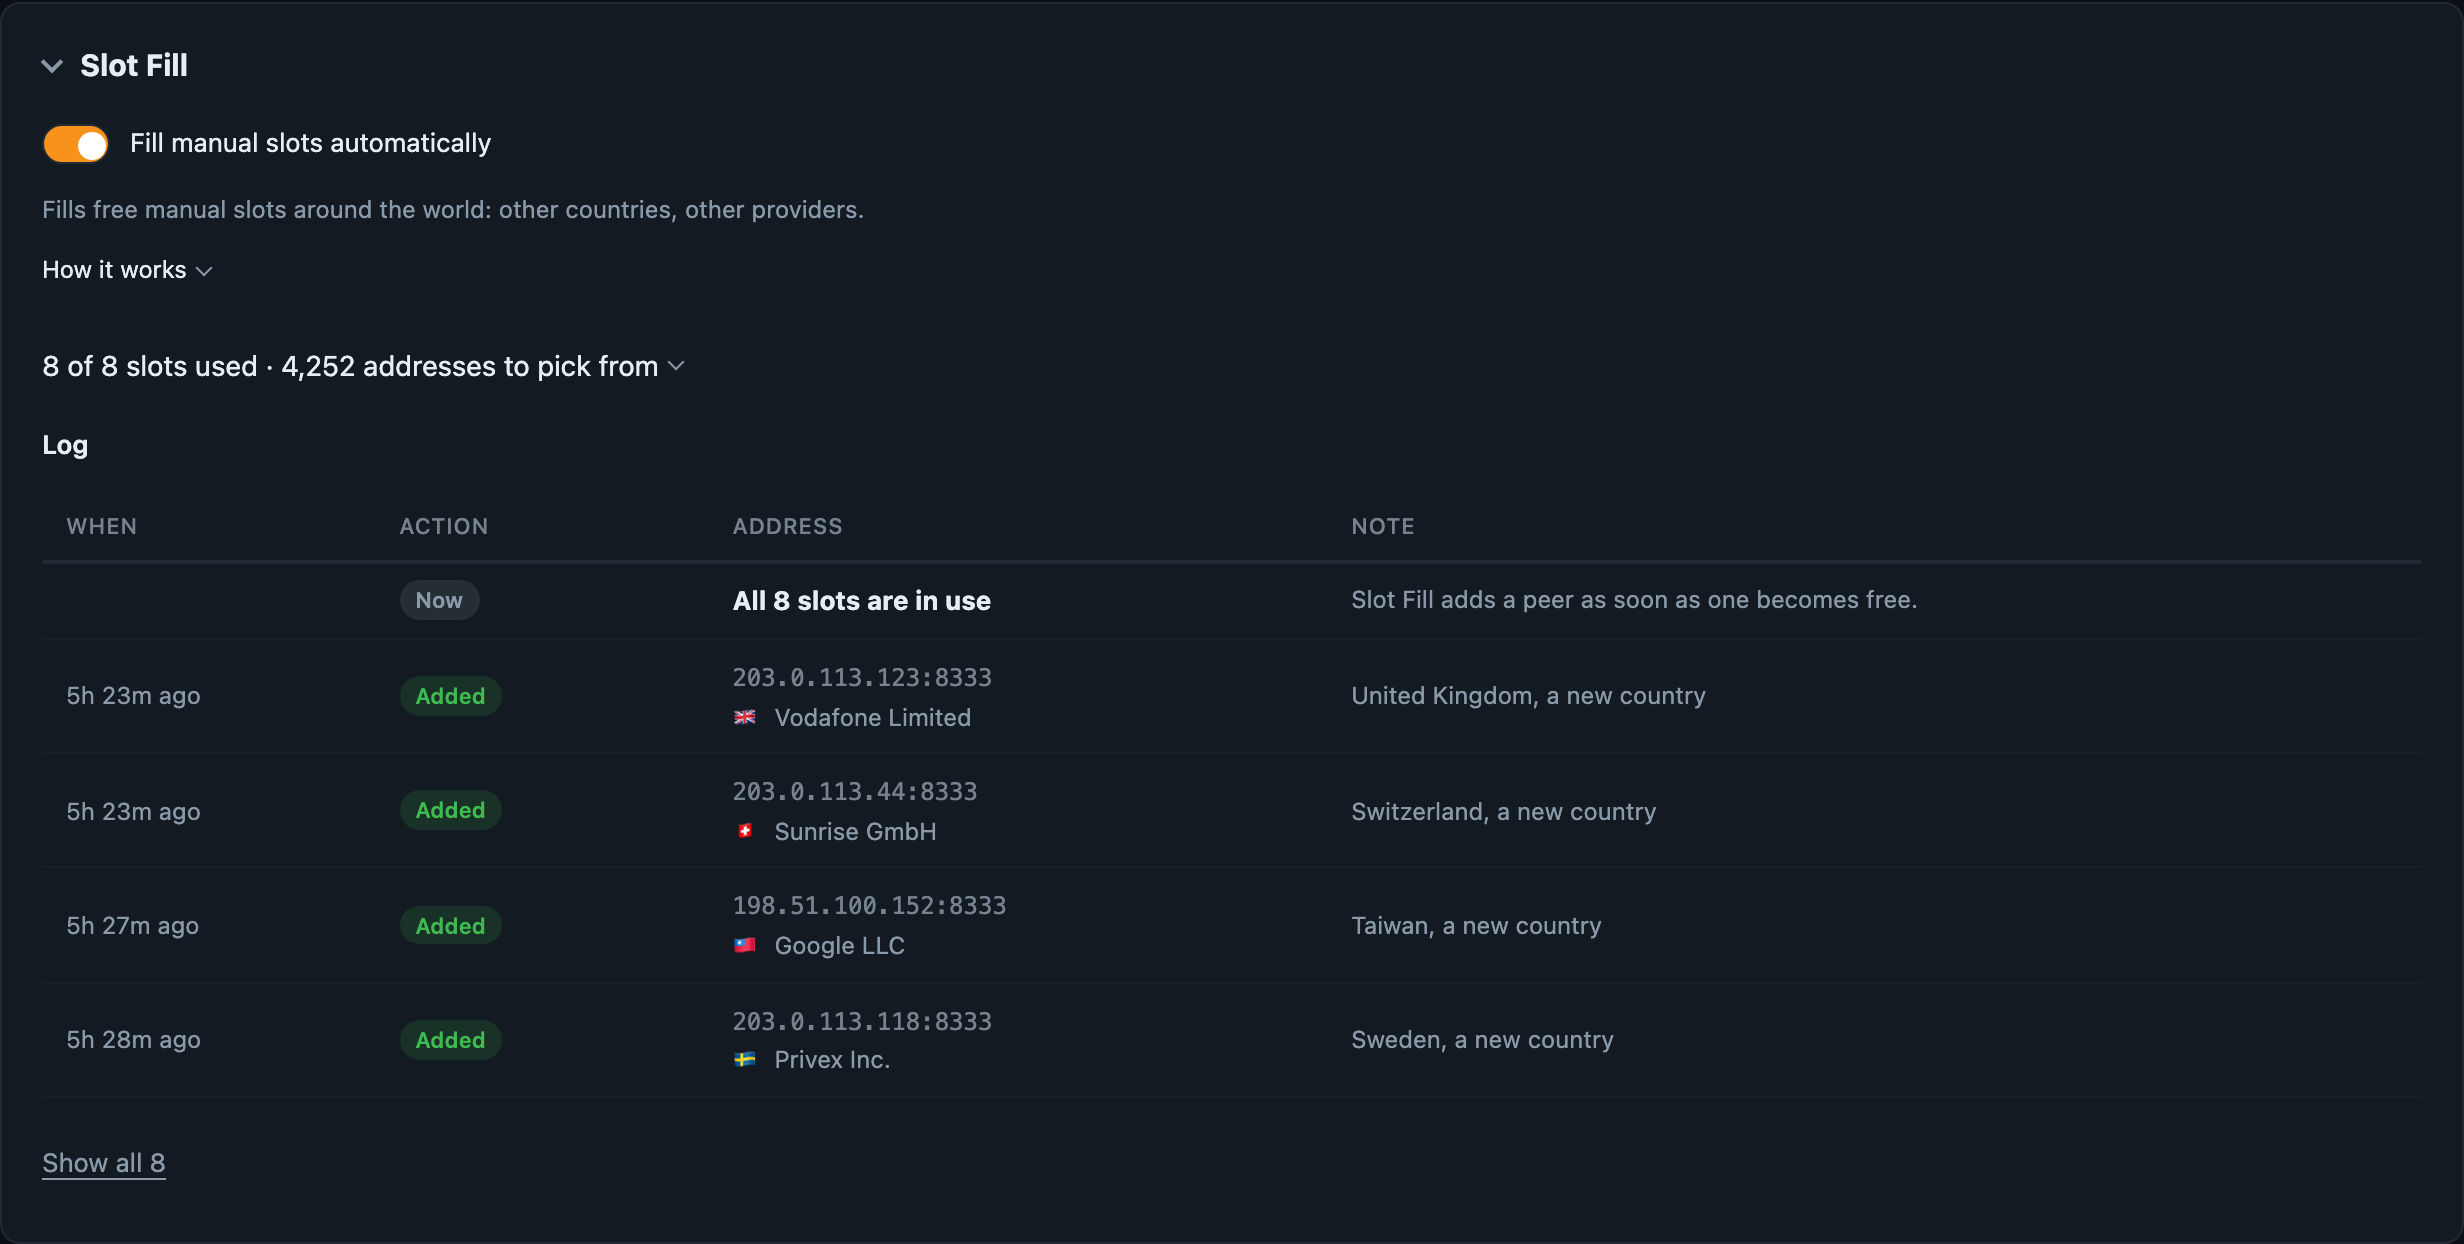 Slot Fill
Fill manual slots automatically
Fills free manual slots around the world: other countries, other providers.
How it works
8 of 8 slots used · 4,252 addresses to pick from
Log
WHEN ACTION ADDRESS NOTE
Now All 8 slots are in use Slot Fill adds a peer as soon as one becomes free.
203.0.113.123:8333
5h 23m ago Added United Kingdom, a new country
Vodafone Limited
203.0.113.44:8333
5h 23m ago Added Switzerland, a new country
Sunrise GmbH
198.51.100.152:8333
5h 27m ago Added Taiwan, a new country
Google LLC
203.0.113.118:8333
5h 28m ago Added Sweden, a new country
Privex Inc.
Show all 8